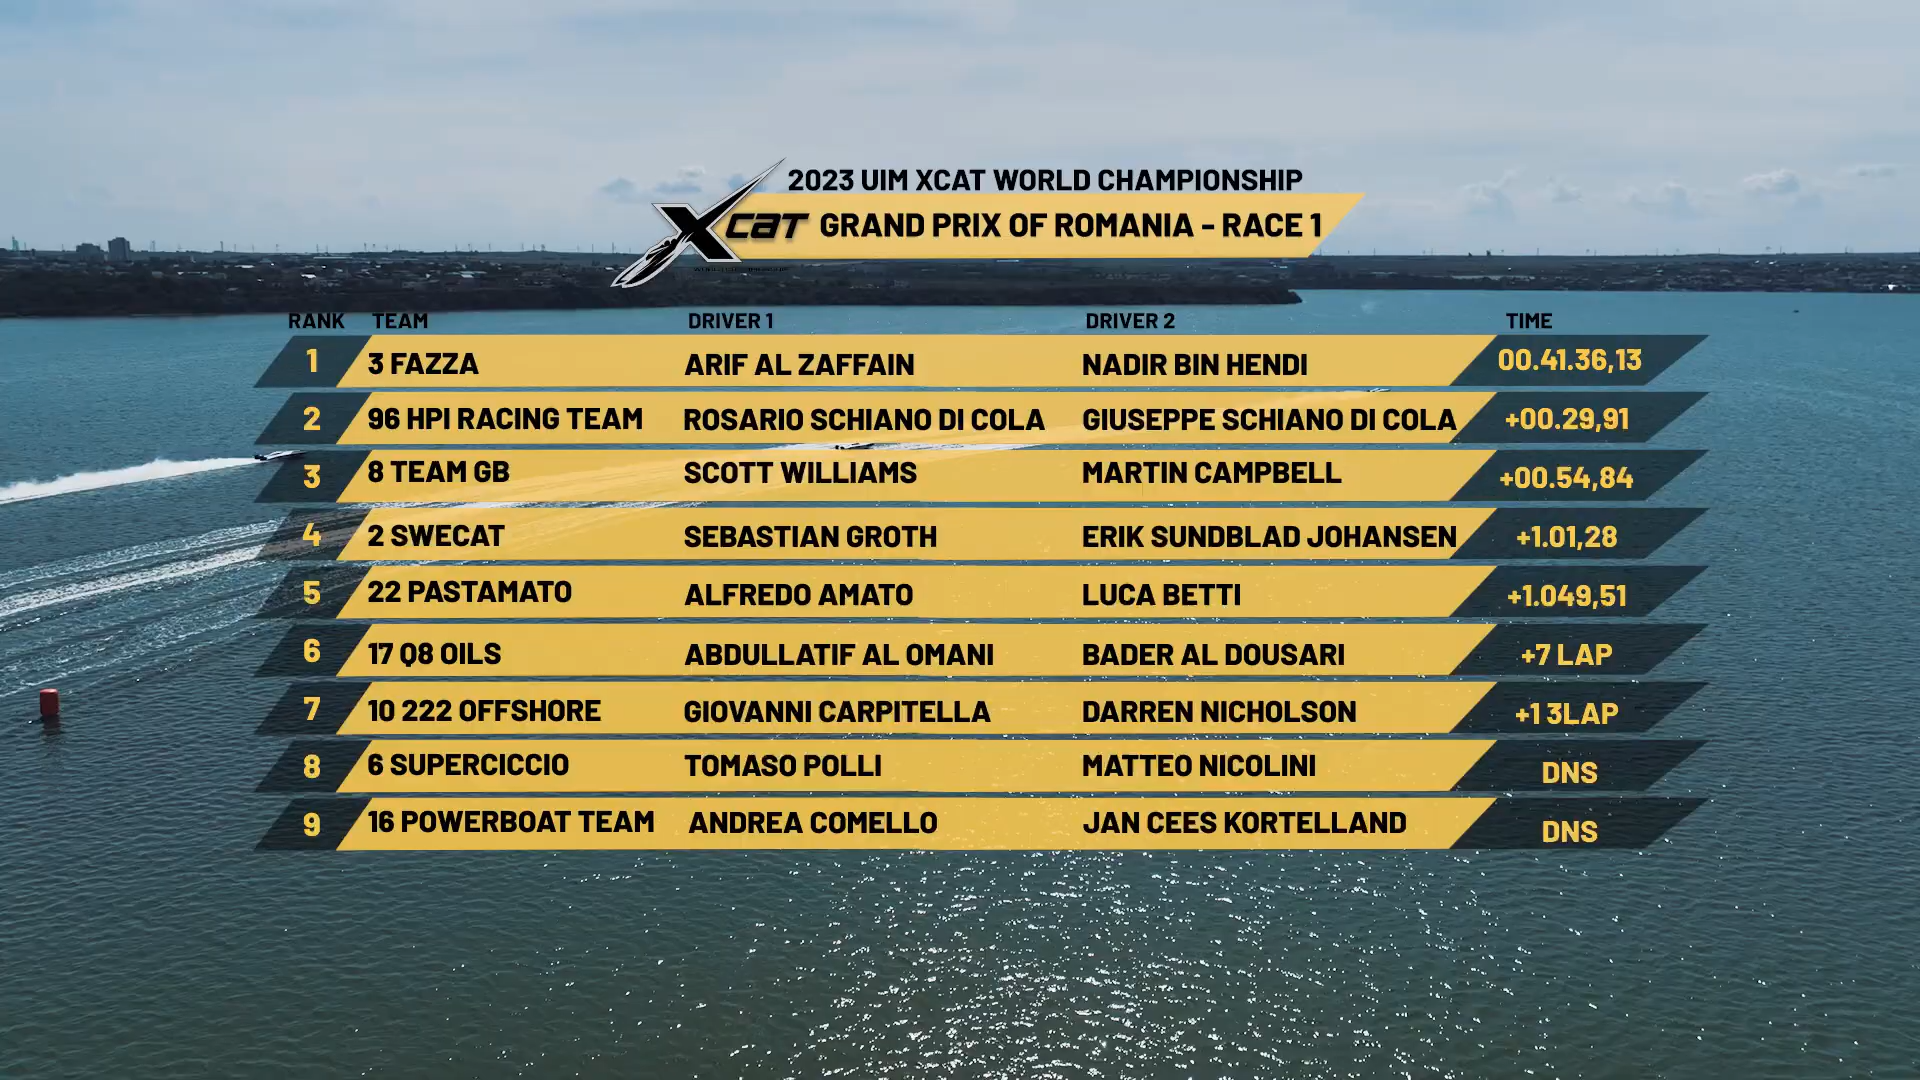 2023 UIM XCAT WORLD CHAMPIONSHIP
XCAT GRAND PRIX OF ROMANIA - RACE 1
RANK TEAM DRIVER 1 DRIVER 2 TIME
1 3 FAZZA ARIF AL ZAFFAIN NADIR BIN HENDI 00.41.36,13
2 96 HPI RACING TEAM ROSARIO SCHIANO DI COLA GIUSEPPE SCHIANO DI COLA +00.29,91
3 8 TEAM GB SCOTT WILLIAMS MARTIN CAMPBELL +00.54,84
4 2 SWECAT SEBASTIAN GROTH ERIK SUNDBLAD JOHANSEN +1.01,28
5 22 PASTAMATO ALFREDO AMATO LUCA BETTI +1.049,51
6 17 Q8 OILS ABDULLATIF AL OMANI BADER AL DOUSARI +7 LAP
7 10 222 OFFSHORE GIOVANNI CARPITELLA DARREN NICHOLSON +1 3LAP
8 6 SUPERCICCIO TOMASO POLLI MATTEO NICOLINI DNS
9 16 POWERBOAT TEAM ANDREA COMELLO JAN CEES KORTELLAND DNS